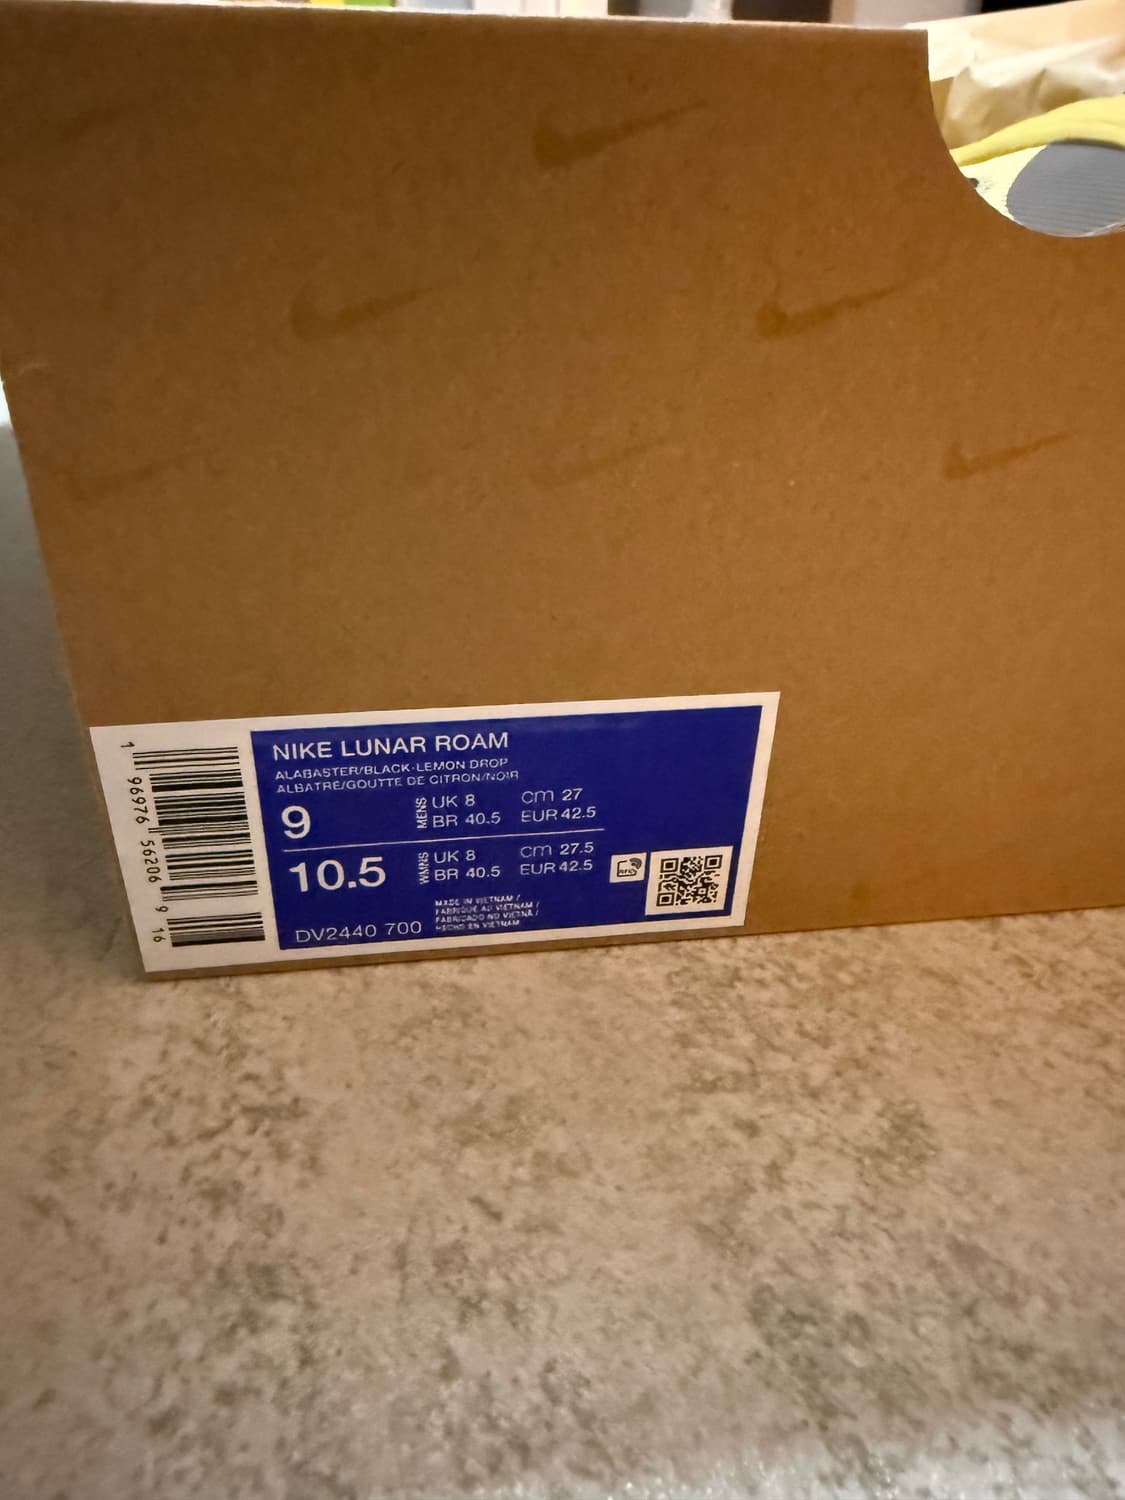 NIKE LUNAR ROAM
ALABASTER/BLACK-LEMON DROP
ALBATRE/GOUTTE DE CITRON/NOIR
9
MENS
UK 8 cm 27
BR 40.5 EUR 42.5
10.5
WMNS
UK 8 cm 27.5
BR 40.5 EUR 42.5
DV2440 700
MADE IN VIETNAM /
FABRIQUE AU VIETNAM /
FABRICADO NO VIETNÃ /
HECHO EN VIETNAM
1 96976 56206 9 16